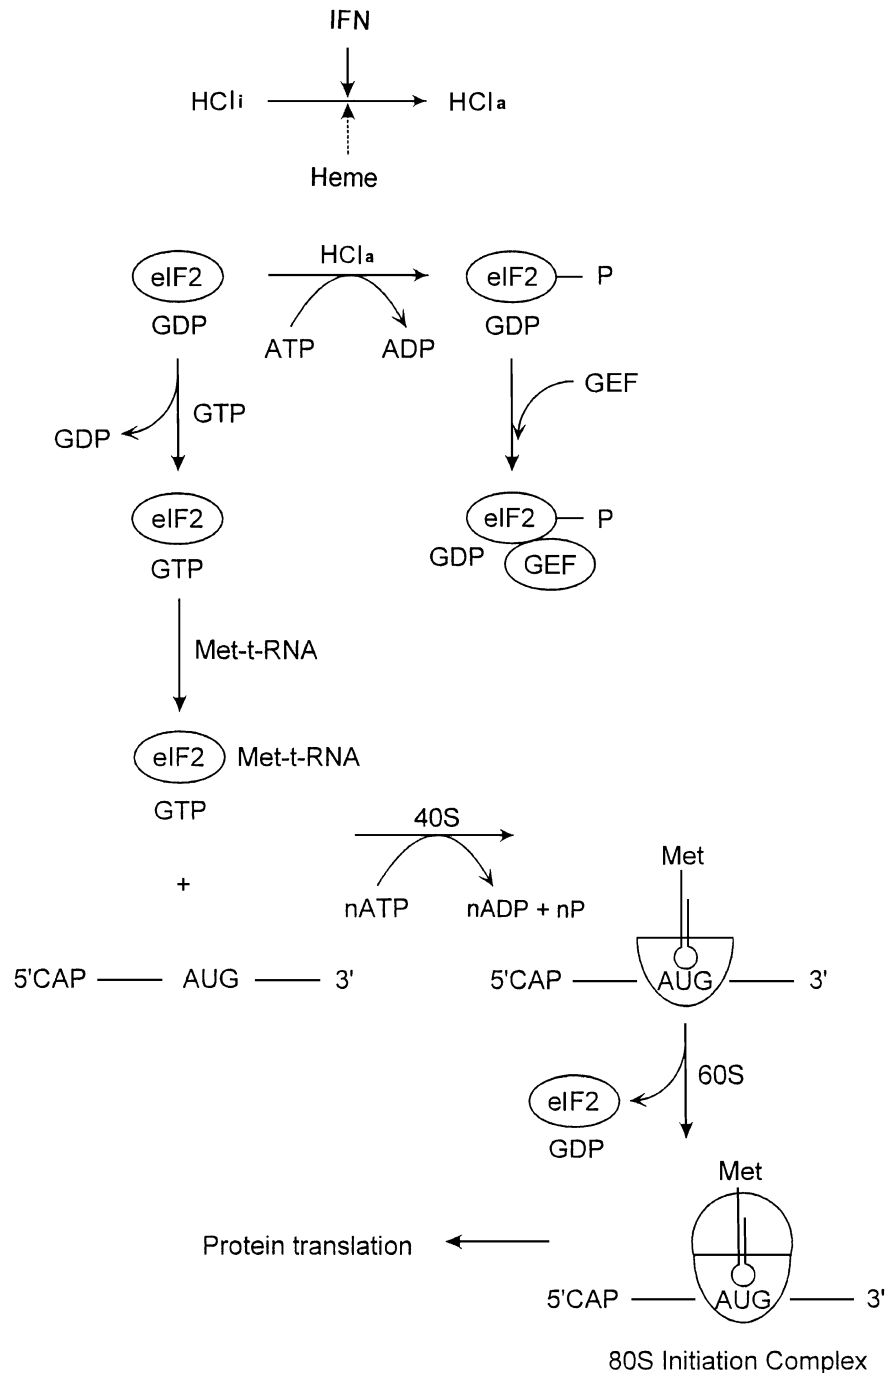 IFN
HCIi HCIa
Heme
HCIa
eIF2 eIF2 P
GDP GDP
ATP ADP
GEF
GTP
GDP
eIF2 eIF2 P
GDP GEF
GTP
Met-t-RNA
eIF2 Met-t-RNA
GTP
40S
Met
+
nATP nADP + nP
5'CAP AUG 3' 5'CAP AUG 3'
60S
eIF2
GDP
Met
Protein translation
5'CAP AUG 3'
80S Initiation Complex